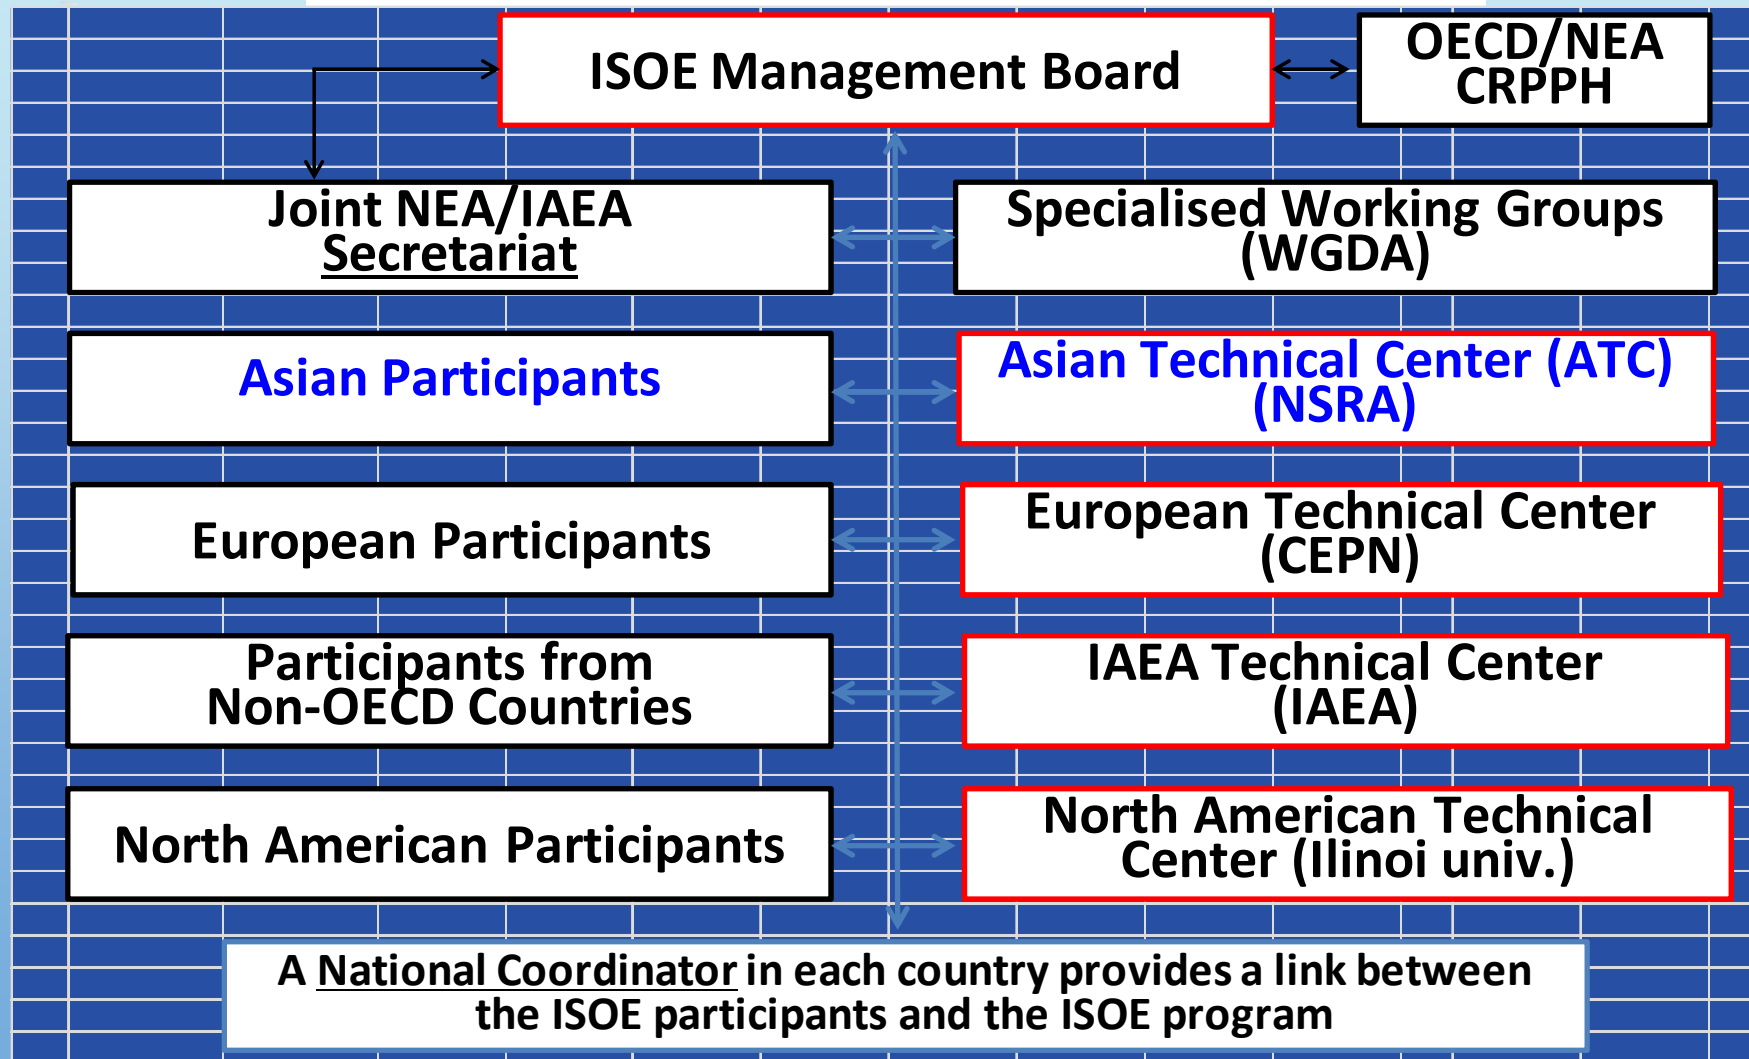 ISOE Management Board
OECD/NEA
CRPPH
Joint NEA/IAEA
Secretariat
Specialised Working Groups
(WGDA)
Asian Participants
Asian Technical Center (ATC)
(NSRA)
European Participants
European Technical Center
(CEPN)
Participants from
Non-OECD Countries
IAEA Technical Center
(IAEA)
North American Participants
North American Technical
Center (Ilinoi univ.)
A National Coordinator in each country provides a link between
the ISOE participants and the ISOE program